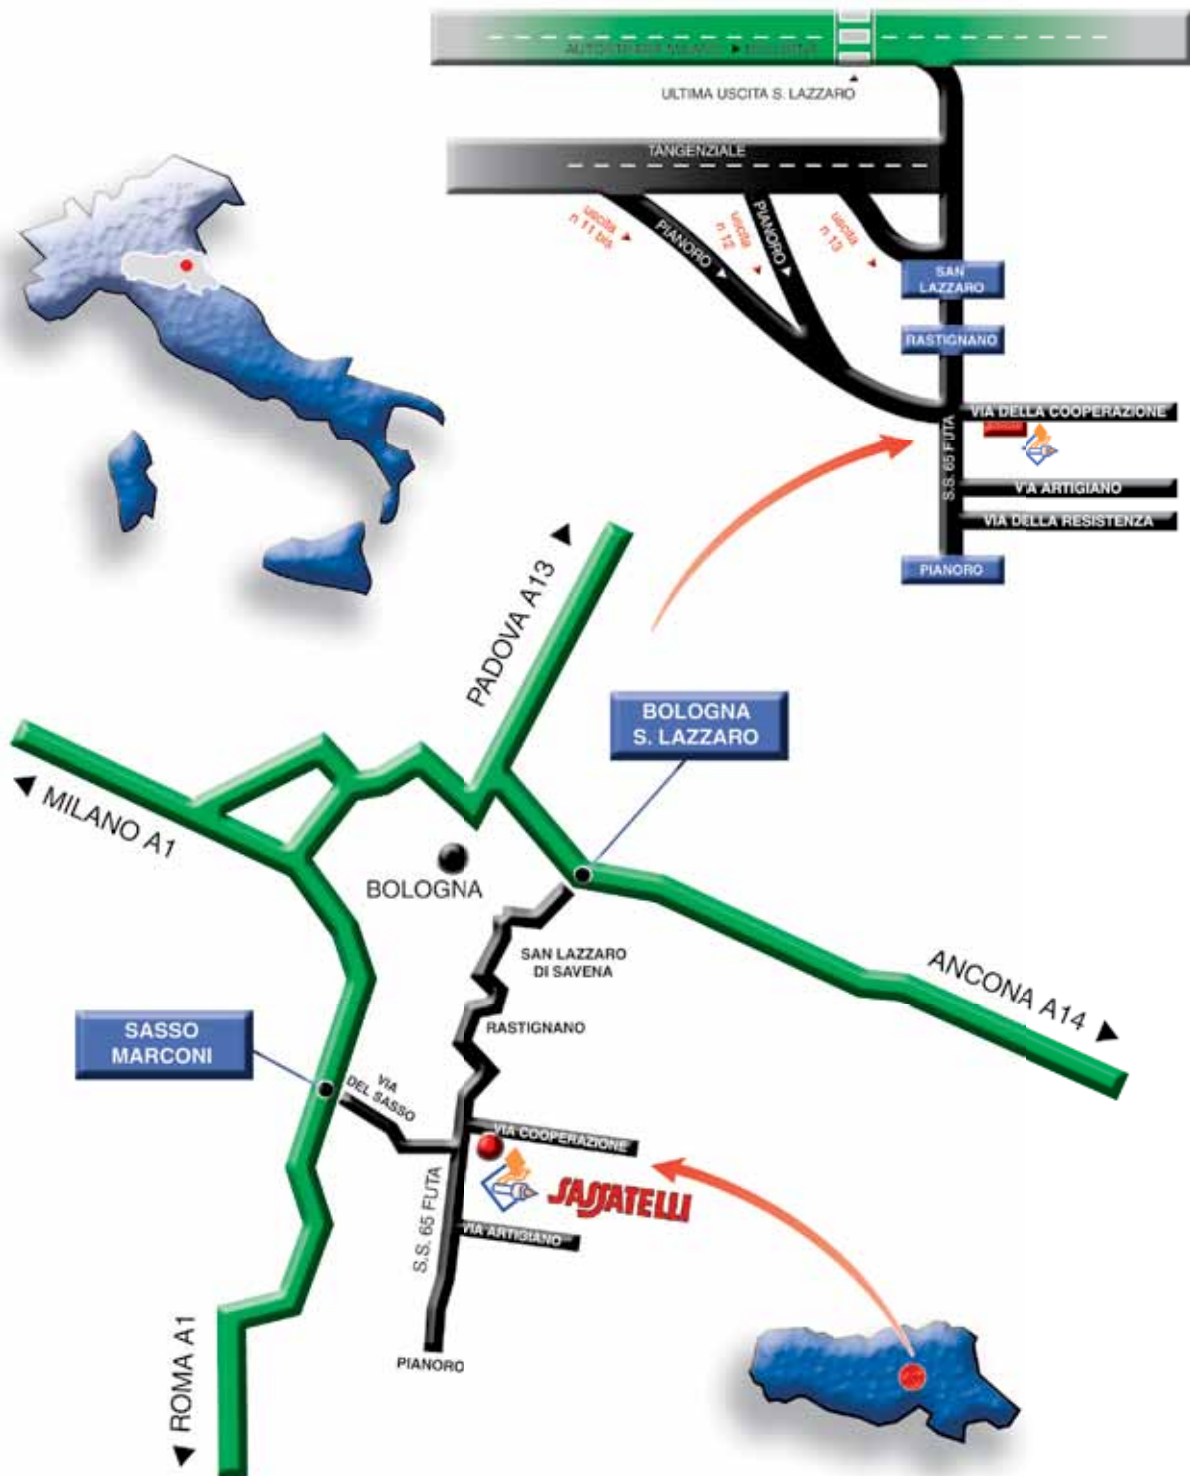 AUTOSTRADA MILANO
ULTIMA USCITA S. LAZZARO
TANGENZIALE
uscita
n 11 bis
PIANORO
uscita
n 12
PIANORO
uscita
n 13
SAN
LAZZARO
RASTIGNANO
VIA DELLA COOPERAZIONE
S.S. 65 FUTA
VIA ARTIGIANO
VIA DELLA RESISTENZA
PIANORO
PADOVA A13
BOLOGNA
S. LAZZARO
MILANO A1
BOLOGNA
SAN LAZZARO
DI SAVENA
ANCONA A14
RASTIGNANO
SASSO
MARCONI
VIA
DEL SASSO
VIA COOPERAZIONE
SASSATELLI
S.S. 65 FUTA
VIA ARTIGIANO
PIANORO
ROMA A1